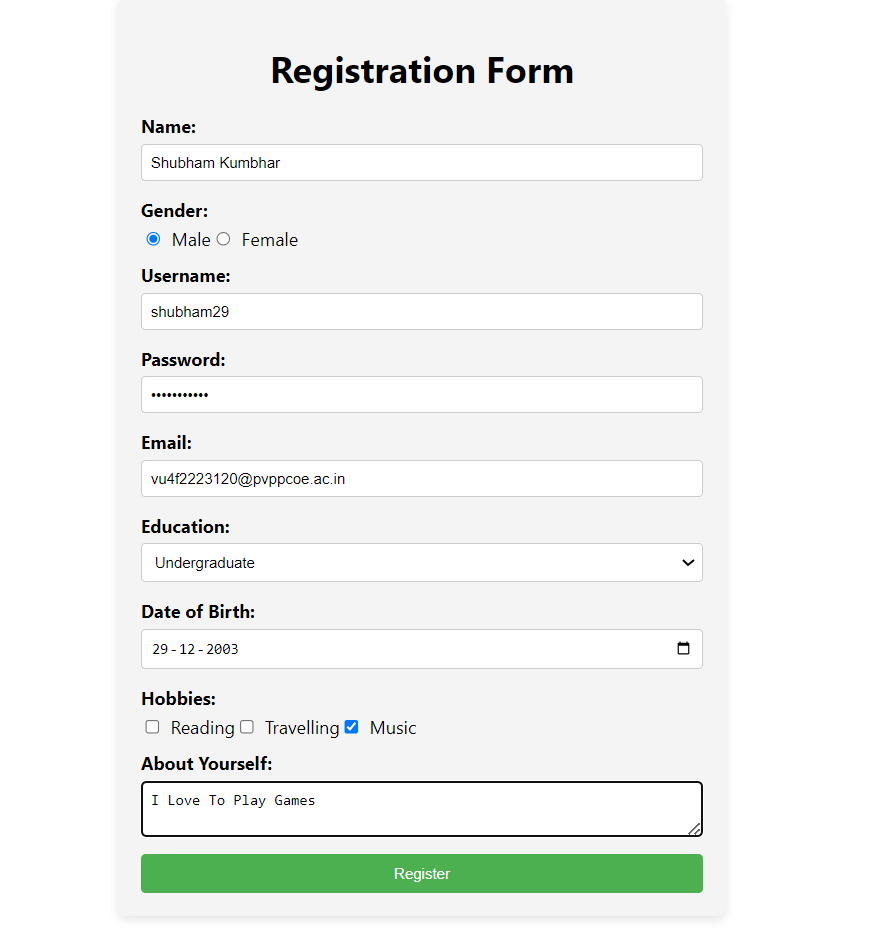 Registration Form
Name:
Shubham Kumbhar
Gender:
Male Female
Username:
shubham29
Password:
•••••••••••
Email:
vu4f2223120@pvppcoe.ac.in
Education:
Undergraduate
Date of Birth:
29-12-2003
Hobbies:
Reading Travelling Music
About Yourself:
I Love To Play Games
Register